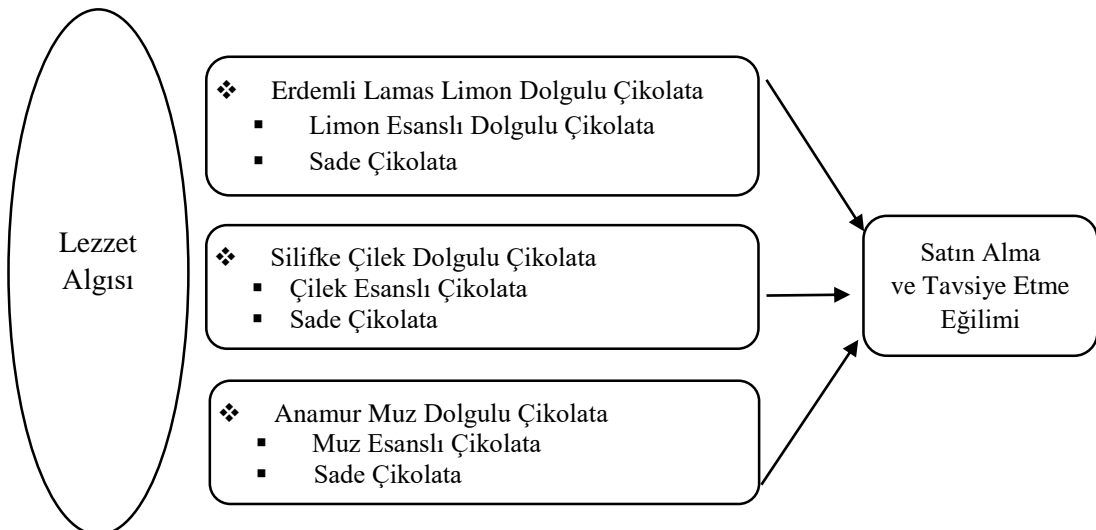 Lezzet
Algısı
❖ Erdemli Lamas Limon Dolgulu Çikolata
▪ Limon Esanslı Dolgulu Çikolata
▪ Sade Çikolata
❖ Silifke Çilek Dolgulu Çikolata
▪ Çilek Esanslı Çikolata
▪ Sade Çikolata
❖ Anamur Muz Dolgulu Çikolata
▪ Muz Esanslı Çikolata
▪ Sade Çikolata
Satın Alma
ve Tavsiye Etme
Eğilimi